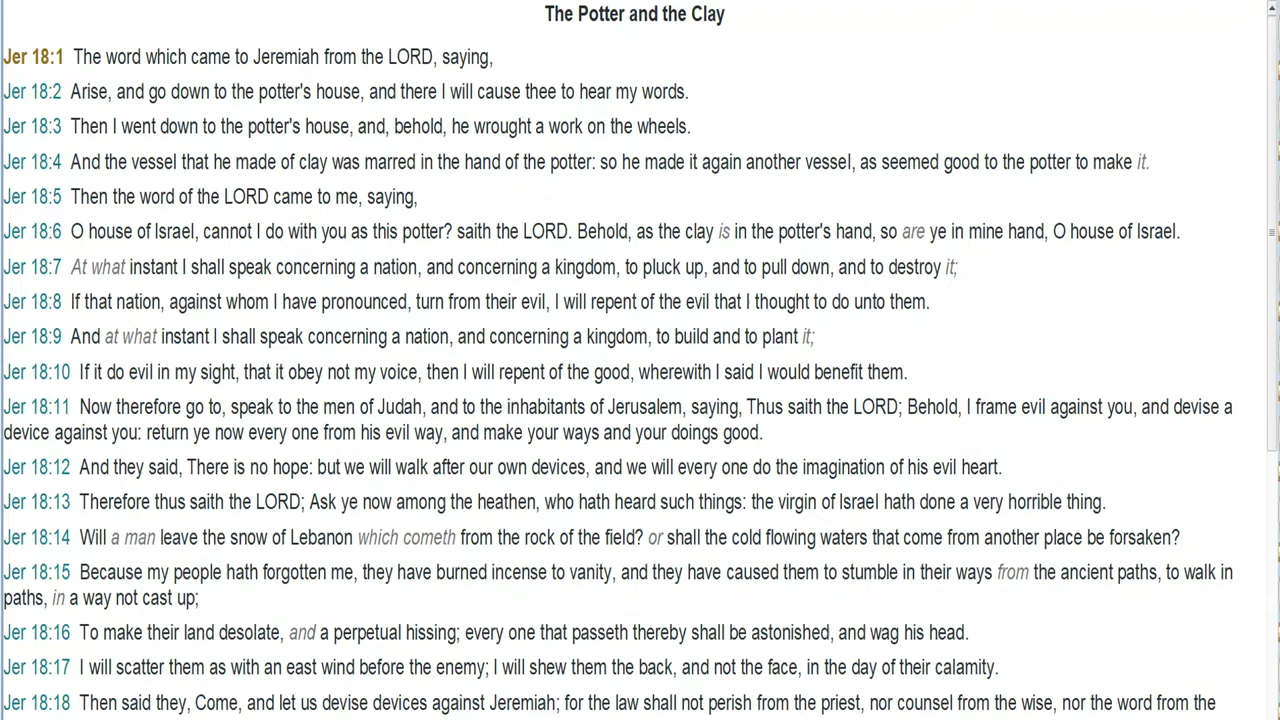 The Potter and the Clay
Jer 18:1 The word which came to Jeremiah from the LORD, saying,
Jer 18:2 Arise, and go down to the potter's house, and there I will cause thee to hear my words.
Jer 18:3 Then I went down to the potter's house, and, behold, he wrought a work on the wheels.
Jer 18:4 And the vessel that he made of clay was marred in the hand of the potter: so he made it again another vessel, as seemed good to the potter to make it.
Jer 18:5 Then the word of the LORD came to me, saying,
Jer 18:6 O house of Israel, cannot I do with you as this potter? saith the LORD. Behold, as the clay is in the potter's hand, so are ye in mine hand, O house of Israel.
Jer 18:7 At what instant I shall speak concerning a nation, and concerning a kingdom, to pluck up, and to pull down, and to destroy it;
Jer 18:8 If that nation, against whom I have pronounced, turn from their evil, I will repent of the evil that I thought to do unto them.
Jer 18:9 And at what instant I shall speak concerning a nation, and concerning a kingdom, to build and to plant it;
Jer 18:10 If it do evil in my sight, that it obey not my voice, then I will repent of the good, wherewith I said I would benefit them.
Jer 18:11 Now therefore go to, speak to the men of Judah, and to the inhabitants of Jerusalem, saying, Thus saith the LORD; Behold, I frame evil against you, and devise a
device against you: return ye now every one from his evil way, and make your ways and your doings good.
Jer 18:12 And they said, There is no hope: but we will walk after our own devices, and we will every one do the imagination of his evil heart.
Jer 18:13 Therefore thus saith the LORD; Ask ye now among the heathen, who hath heard such things: the virgin of Israel hath done a very horrible thing.
Jer 18:14 Will a man leave the snow of Lebanon which cometh from the rock of the field? or shall the cold flowing waters that come from another place be forsaken?
Jer 18:15 Because my people hath forgotten me, they have burned incense to vanity, and they have caused them to stumble in their ways from the ancient paths, to walk in
paths, in a way not cast up;
Jer 18:16 To make their land desolate, and a perpetual hissing; every one that passeth thereby shall be astonished, and wag his head.
Jer 18:17 I will scatter them as with an east wind before the enemy; I will shew them the back, and not the face, in the day of their calamity.
Jer 18:18 Then said they, Come, and let us devise devices against Jeremiah; for the law shall not perish from the priest, nor counsel from the wise, nor the word from the